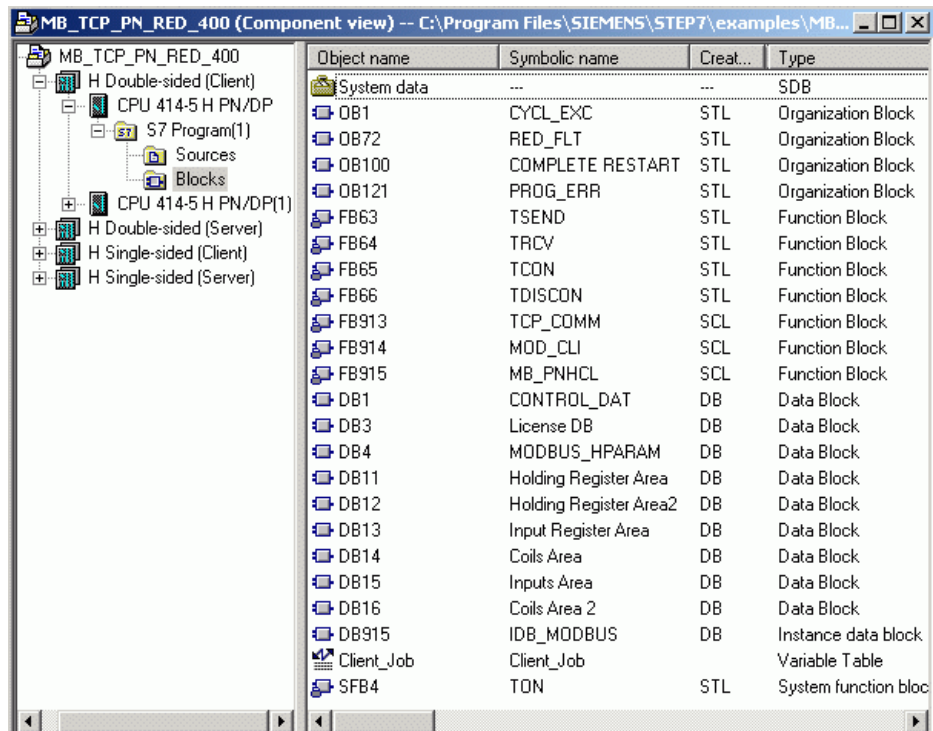 MB_TCP_PN_RED_400 (Component view) -- C:\Program Files\SIEMENS\STEP7\examples\MB...
MB_TCP_PN_RED_400
H Double-sided (Client)
CPU 414-5 H PN/DP
S7 Program(1)
Sources
Blocks
CPU 414-5 H PN/DP(1)
H Double-sided (Server)
H Single-sided (Client)
H Single-sided (Server)
Object name Symbolic name Creat... Type
System data --- --- SDB
OB1 CYCL_EXC STL Organization Block
OB72 RED_FLT STL Organization Block
OB100 COMPLETE RESTART STL Organization Block
OB121 PROG_ERR STL Organization Block
FB63 TSEND STL Function Block
FB64 TRCV STL Function Block
FB65 TCON STL Function Block
FB66 TDISCON STL Function Block
FB913 TCP_COMM SCL Function Block
FB914 MOD_CLI SCL Function Block
FB915 MB_PNHCL SCL Function Block
DB1 CONTROL_DAT DB Data Block
DB3 License DB DB Data Block
DB4 MODBUS_HPARAM DB Data Block
DB11 Holding Register Area DB Data Block
DB12 Holding Register Area2 DB Data Block
DB13 Input Register Area DB Data Block
DB14 Coils Area DB Data Block
DB15 Inputs Area DB Data Block
DB16 Coils Area 2 DB Data Block
DB915 IDB_MODBUS DB Instance data block
Client_Job Client_Job Variable Table
SFB4 TON STL System function bloc